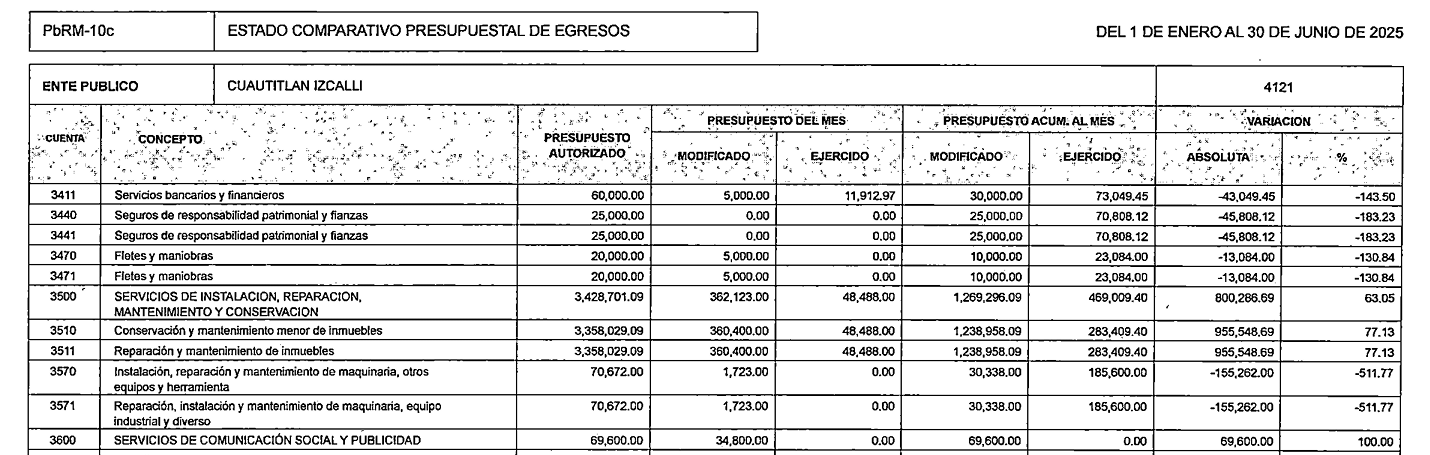 PbRM-10c ESTADO COMPARATIVO PRESUPUESTAL DE EGRESOS DEL 1 DE ENERO AL 30 DE JUNIO DE 2025
ENTE PUBLICO CUAUTITLAN IZCALLI 4121
CUENTA CONCEPTO PRESUPUESTO AUTORIZADO PRESUPUESTO DEL MES PRESUPUESTO ACUM. AL MES VARIACION
MODIFICADO EJERCIDO MODIFICADO EJERCIDO ABSOLUTA %
3411 Servicios bancarios y financieros 60,000.00 5,000.00 11,912.97 30,000.00 73,049.45 -43,049.45 -143.50
3440 Seguros de responsabilidad patrimonial y fianzas 25,000.00 0.00 0.00 25,000.00 70,808.12 -45,808.12 -183.23
3441 Seguros de responsabilidad patrimonial y fianzas 25,000.00 0.00 0.00 25,000.00 70,808.12 -45,808.12 -183.23
3470 Fletes y maniobras 20,000.00 5,000.00 0.00 10,000.00 23,084.00 -13,084.00 -130.84
3471 Fletes y maniobras 20,000.00 5,000.00 0.00 10,000.00 23,084.00 -13,084.00 -130.84
3500 SERVICIOS DE INSTALACION, REPARACION, 3,428,701.09 362,123.00 48,488.00 1,269,296.09 469,009.40 800,286.69 63.05
MANTENIMIENTO Y CONSERVACION
3510 Conservación y mantenimiento menor de inmuebles 3,358,029.09 360,400.00 48,488.00 1,238,958.09 283,409.40 955,548.69 77.13
3511 Reparación y mantenimiento de inmuebles 3,358,029.09 360,400.00 48,488.00 1,238,958.09 283,409.40 955,548.69 77.13
3570 Instalación, reparación y mantenimiento de maquinaria, otros 70,672.00 1,723.00 0.00 30,338.00 185,600.00 -155,262.00 -511.77
equipos y herramienta
3571 Reparación, instalación y mantenimiento de maquinaria, equipo 70,672.00 1,723.00 0.00 30,338.00 185,600.00 -155,262.00 -511.77
industrial y diverso
3600 SERVICIOS DE COMUNICACIÓN SOCIAL Y PUBLICIDAD 69,600.00 34,800.00 0.00 69,600.00 0.00 69,600.00 100.00